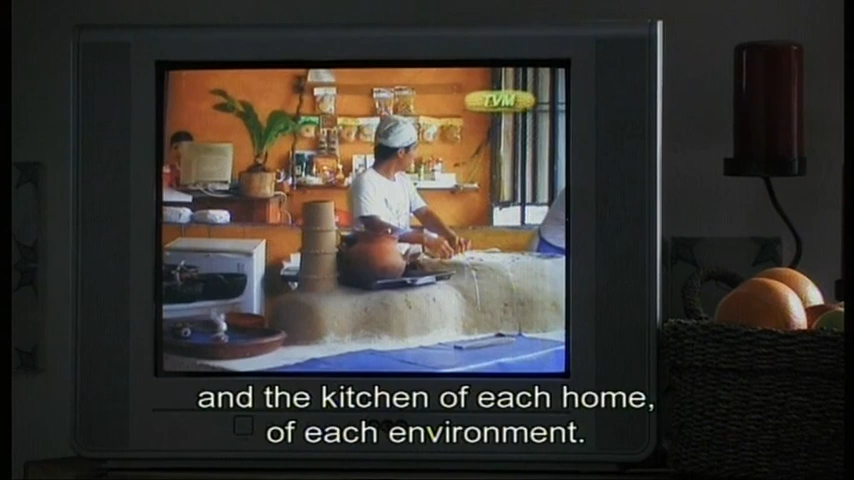 TVM
and the kitchen of each home,
of each environment.